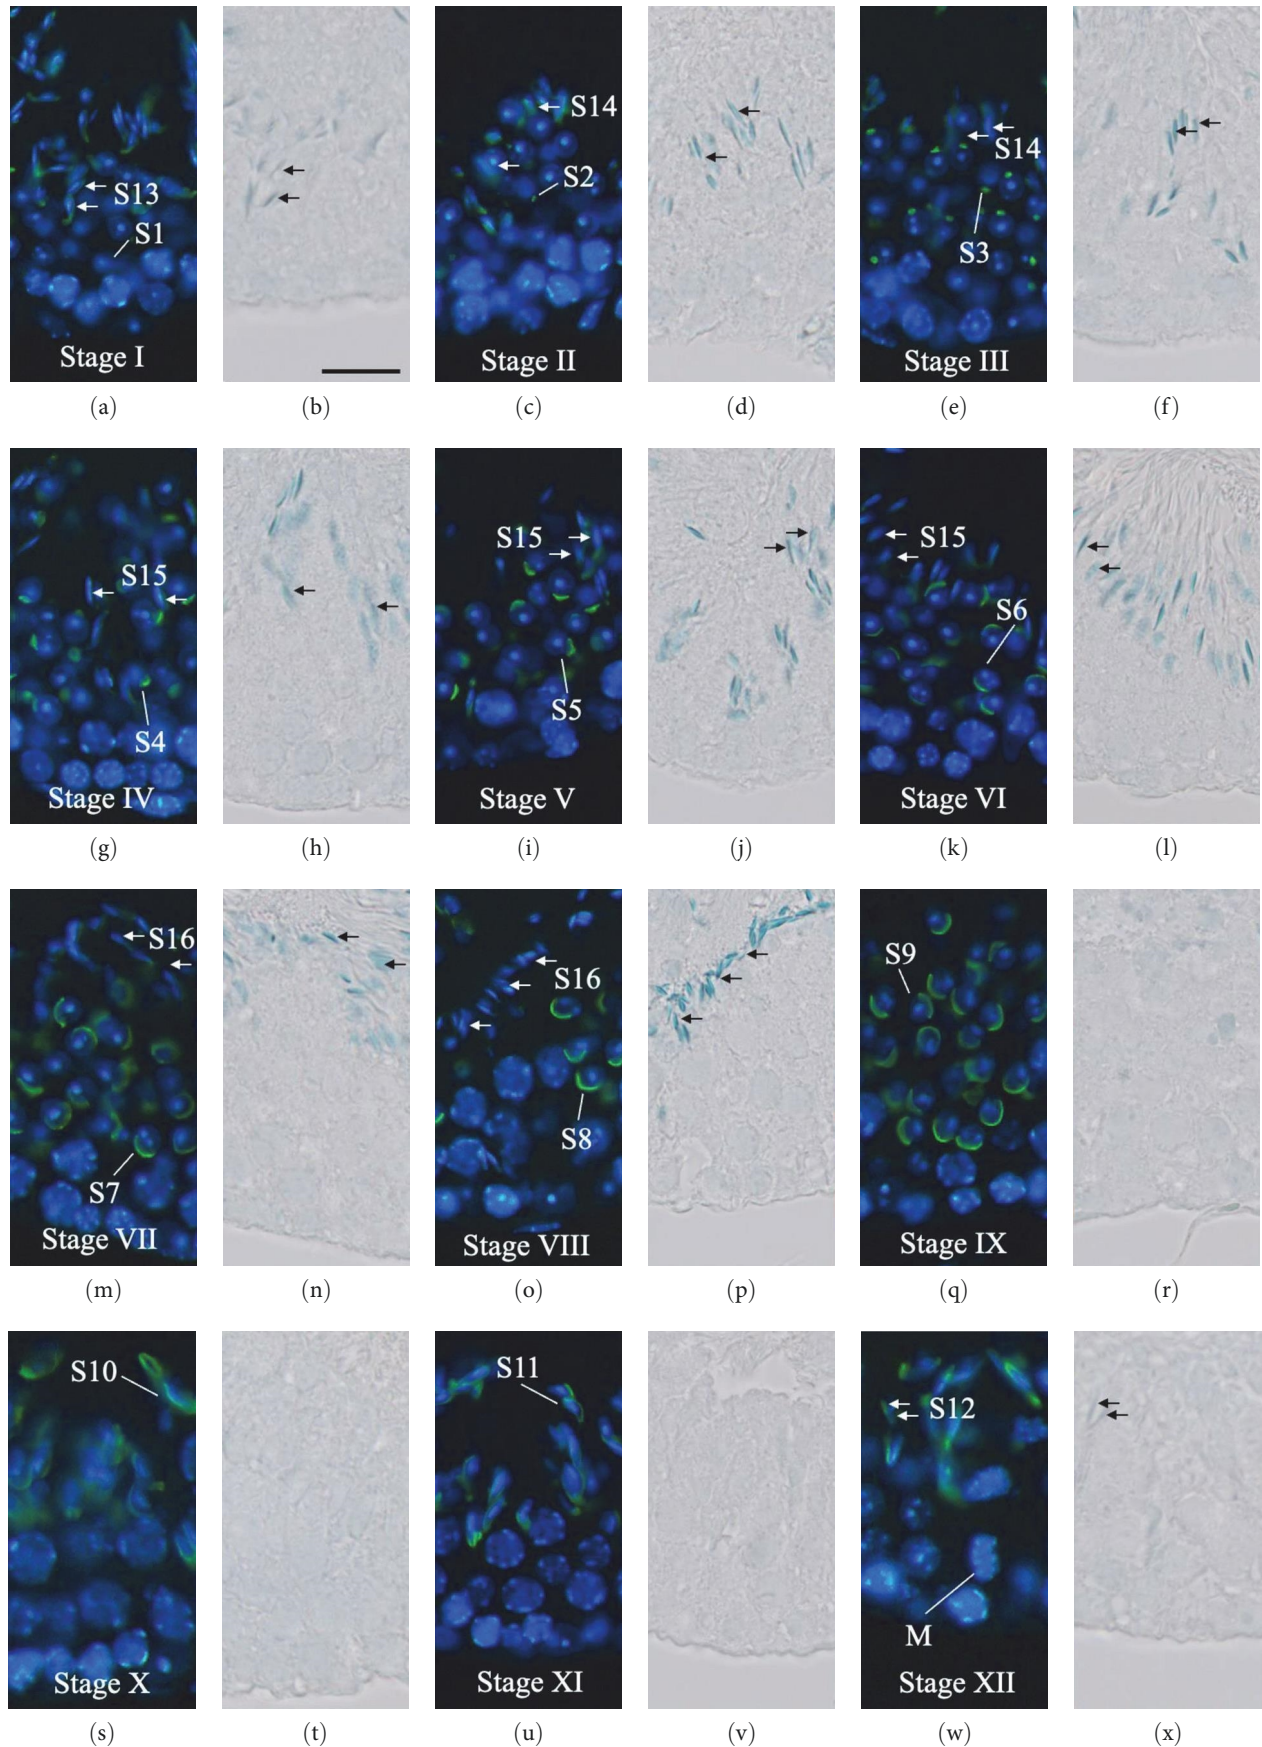 S13
S1
Stage I
S14
S2
Stage II
S14
S3
Stage III
(a) (b) (c) (d) (e) (f)
S15
S4
Stage IV
S15
S5
Stage V
S15
S6
Stage VI
(g) (h) (i) (j) (k) (l)
S16
S7
Stage VII
S16
S8
Stage VIII
S9
Stage IX
(m) (n) (o) (p) (q) (r)
S10
Stage X
S11
Stage XI
S12
M
Stage XII
(s) (t) (u) (v) (w) (x)